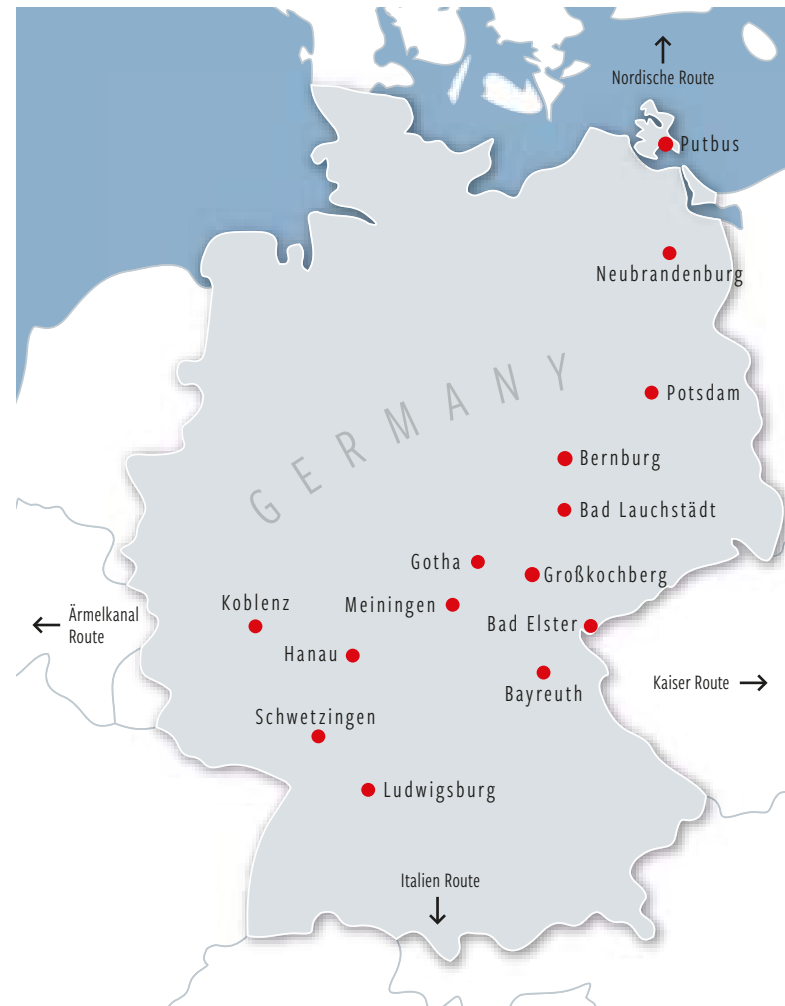 Nordische Route
Putbus
Neubrandenburg
GERMANY
Potsdam
Bernburg
Bad Lauchstädt
Gotha
Großkochberg
Koblenz
Meiningen
Ärmelkanal
Route
Bad Elster
Hanau
Kaiser Route
Bayreuth
Schwetzingen
Ludwigsburg
Italien Route